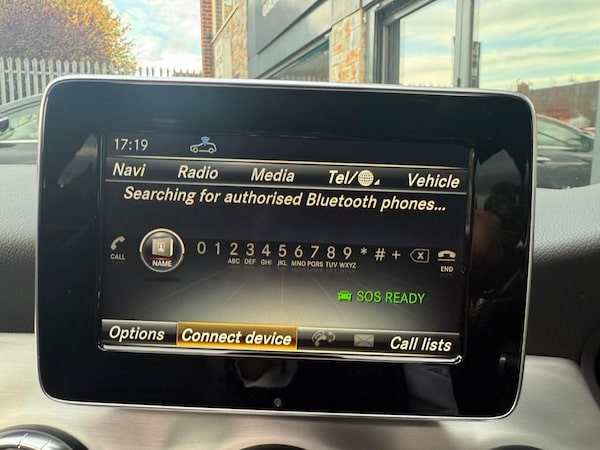 17:19
Navi Radio Media Tel/ Vehicle
Searching for authorised Bluetooth phones...
0 1 2 3 4 5 6 7 8 9 * # +
ABC DEF GHI JKL MNO PORS TUV WXYZ
CALL NAME END
SOS READY
Options Connect device Call lists